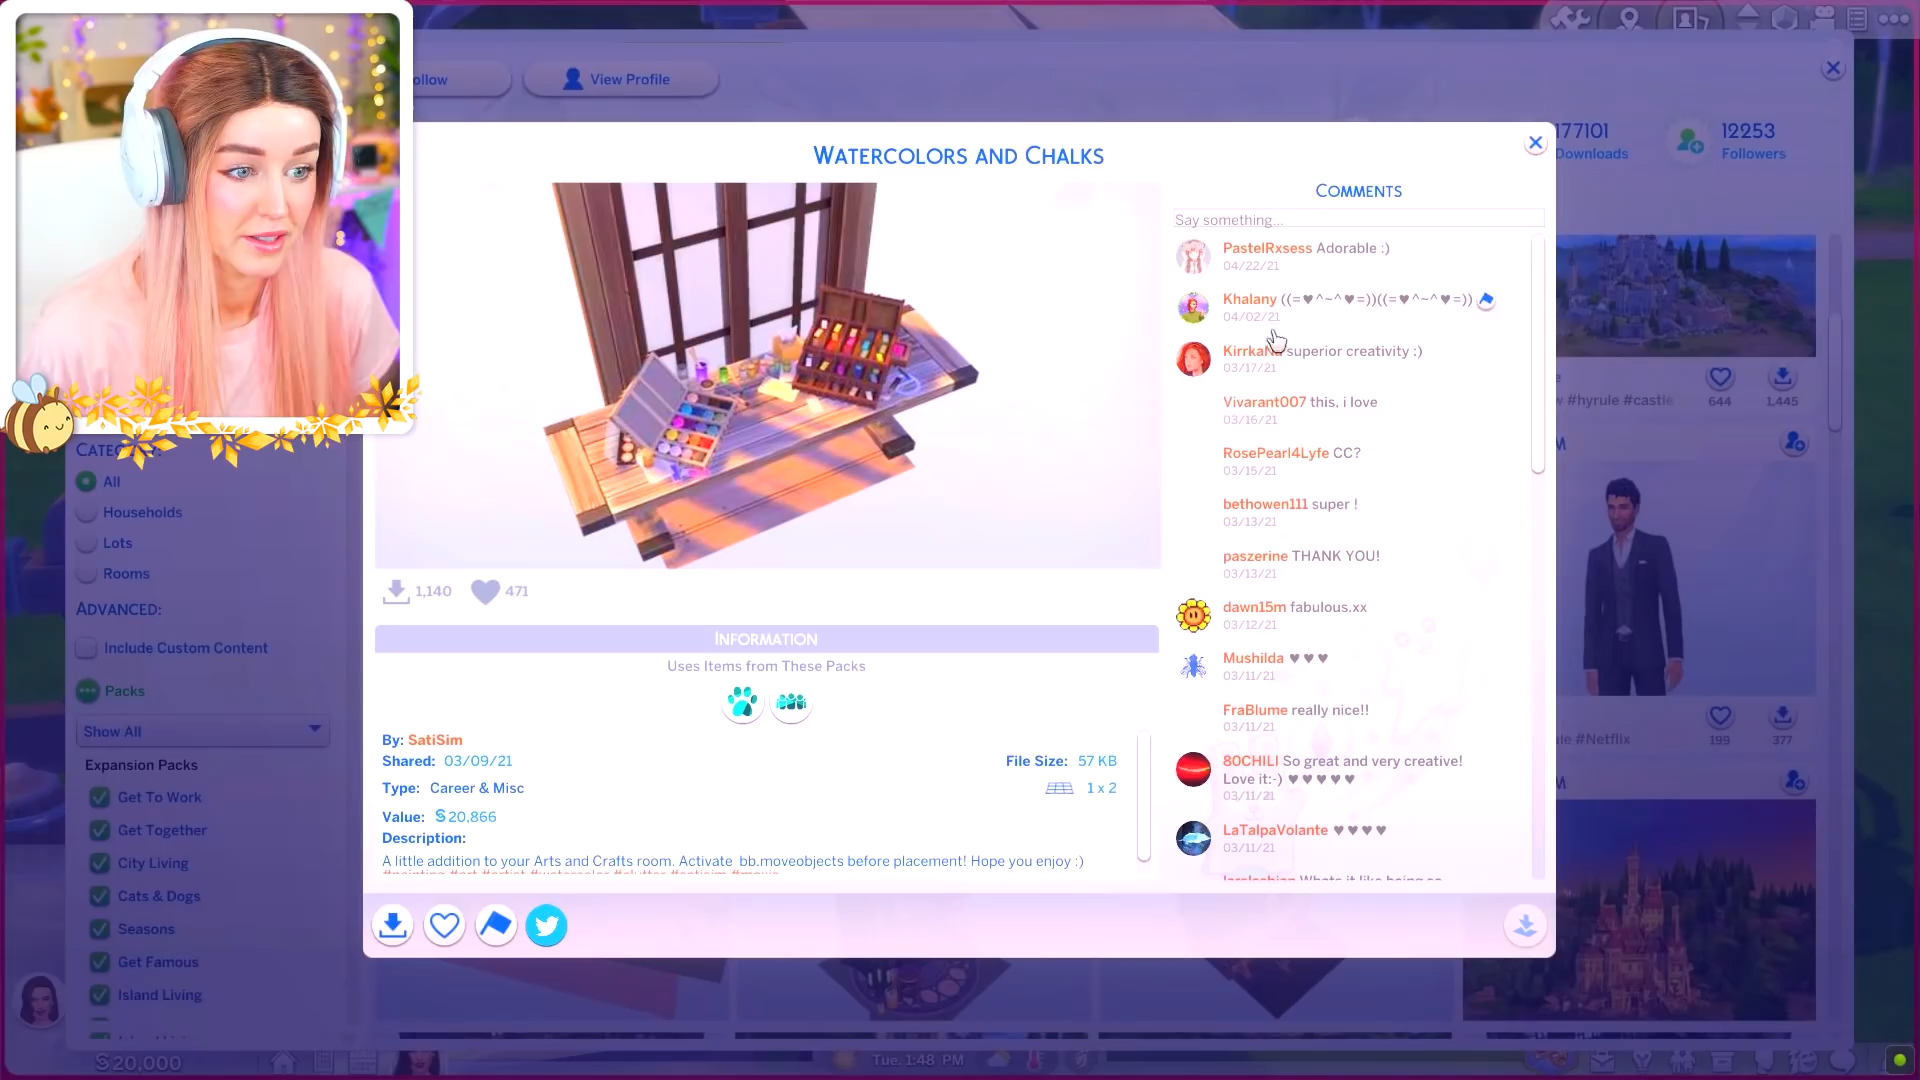 ollow
View Profile
177101
Downloads
12253
Followers
WATERCOLORS AND CHALKS
COMMENTS
Say something...
PastelRxsess Adorable :)
04/22/21
Khalany ((=♥^~^♥=))((=♥^~^♥=))
04/02/21
superior creativity :)
03/17/21
Vivarant007 this, i love
03/16/21
RosePearl4Lyfe CC?
03/15/21
bethowen111 super !
03/13/21
paszerine THANK YOU!
03/13/21
dawn15m fabulous.xx
03/12/21
Mushilda ♥♥♥
03/11/21
FraBlume really nice!!
03/11/21
80CHILI So great and very creative!
Love it:-) ♥♥♥♥♥
03/11/21
LaTalpaVolante ♥♥♥♥
03/11/21
1,140
471
INFORMATION
Uses Items from These Packs
By: SatiSim
Shared: 03/09/21
File Size: 57 KB
Type: Career & Misc
1 x 2
Value: §20,866
Description:
A little addition to your Arts and Crafts room. Activate bb.moveobjects before placement! Hope you enjoy :)
All
Households
Lots
Rooms
ADVANCED:
Include Custom Content
Packs
Show All
Expansion Packs
Get To Work
Get Together
City Living
Cats & Dogs
Seasons
Get Famous
Island Living
#hyrule #castle
644
1,445
#Netflix
199
377
§20,000
Tue. 1:48 PM